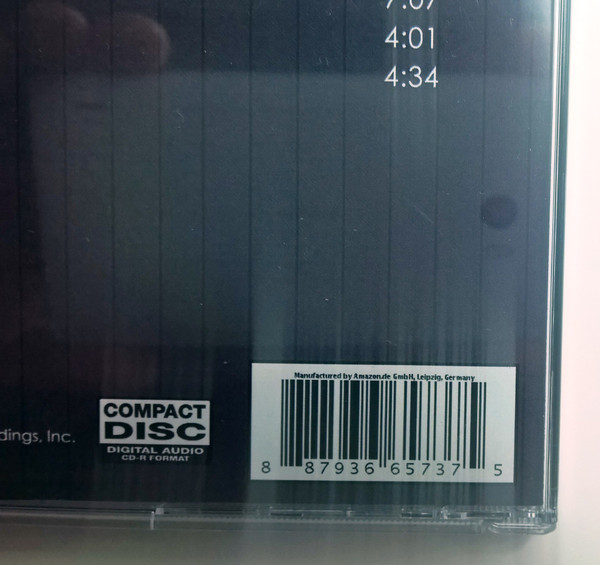 7:07
4:01
4:34
Manufactured by Amazon.de GmbH, Leipzig, Germany
dings, Inc.
COMPACT
DISC
DIGITAL AUDIO
CD-R FORMAT
8 87936 65737 5